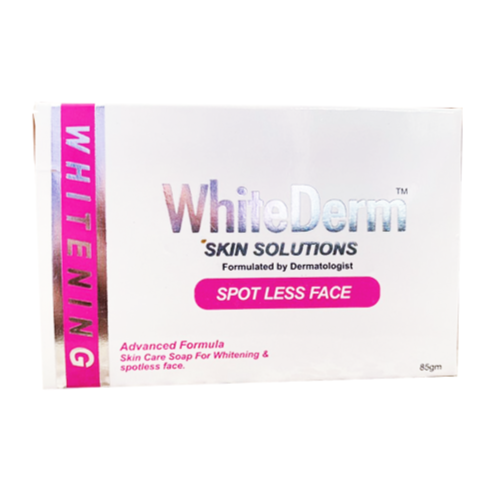 WHITENING
WhiteDerm™
SKIN SOLUTIONS
Formulated by Dermatologist
SPOT LESS FACE
Advanced Formula
Skin Care Soap For Whitening &
spotless face.
85gm